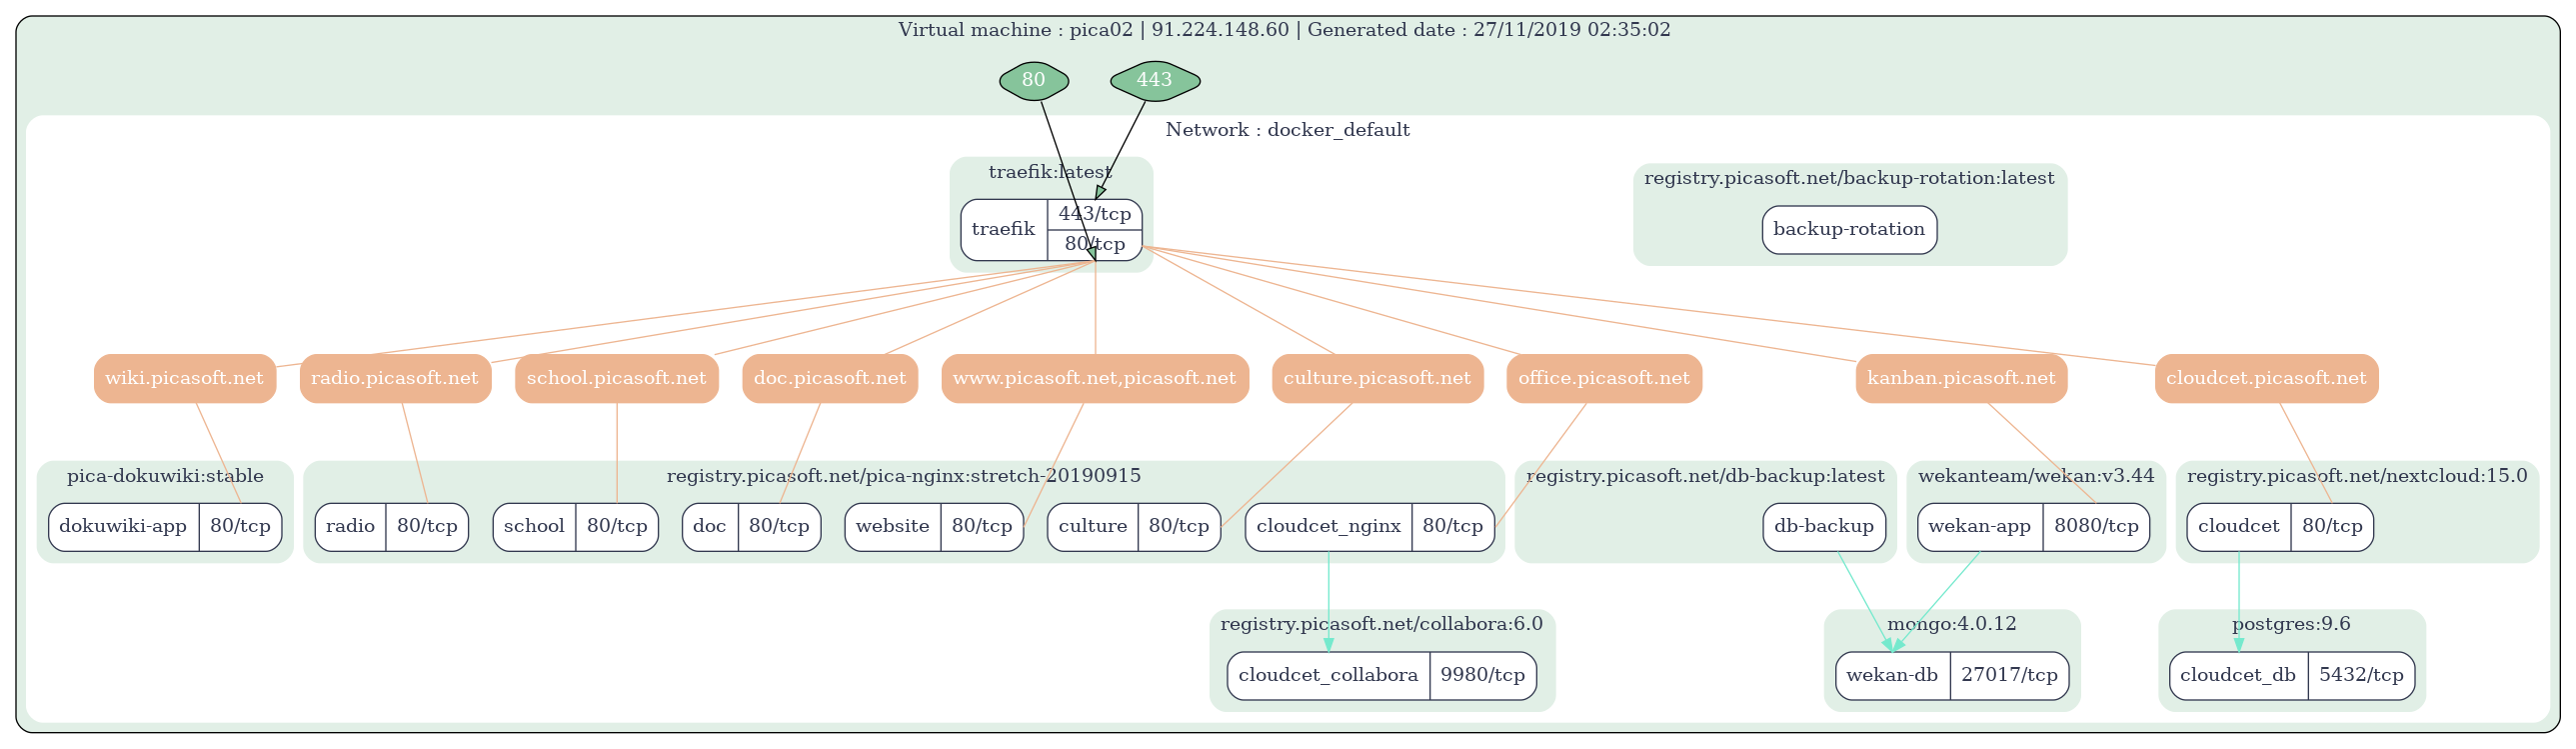 Virtual machine : pica02 | 91.224.148.60 | Generated date : 27/11/2019 02:35:02
80
443
Network : docker_default
traefik:latest
traefik
443/tcp
80/tcp
registry.picasoft.net/backup-rotation:latest
backup-rotation
wiki.picasoft.net
radio.picasoft.net
school.picasoft.net
doc.picasoft.net
www.picasoft.net,picasoft.net
culture.picasoft.net
office.picasoft.net
kanban.picasoft.net
cloudcet.picasoft.net
pica-dokuwiki:stable
dokuwiki-app
80/tcp
registry.picasoft.net/pica-nginx:stretch-20190915
radio
80/tcp
school
80/tcp
doc
80/tcp
website
80/tcp
culture
80/tcp
cloudcet_nginx
80/tcp
registry.picasoft.net/db-backup:latest
db-backup
wekanteam/wekan:v3.44
wekan-app
8080/tcp
registry.picasoft.net/nextcloud:15.0
cloudcet
80/tcp
registry.picasoft.net/collabora:6.0
cloudcet_collabora
9980/tcp
mongo:4.0.12
wekan-db
27017/tcp
postgres:9.6
cloudcet_db
5432/tcp